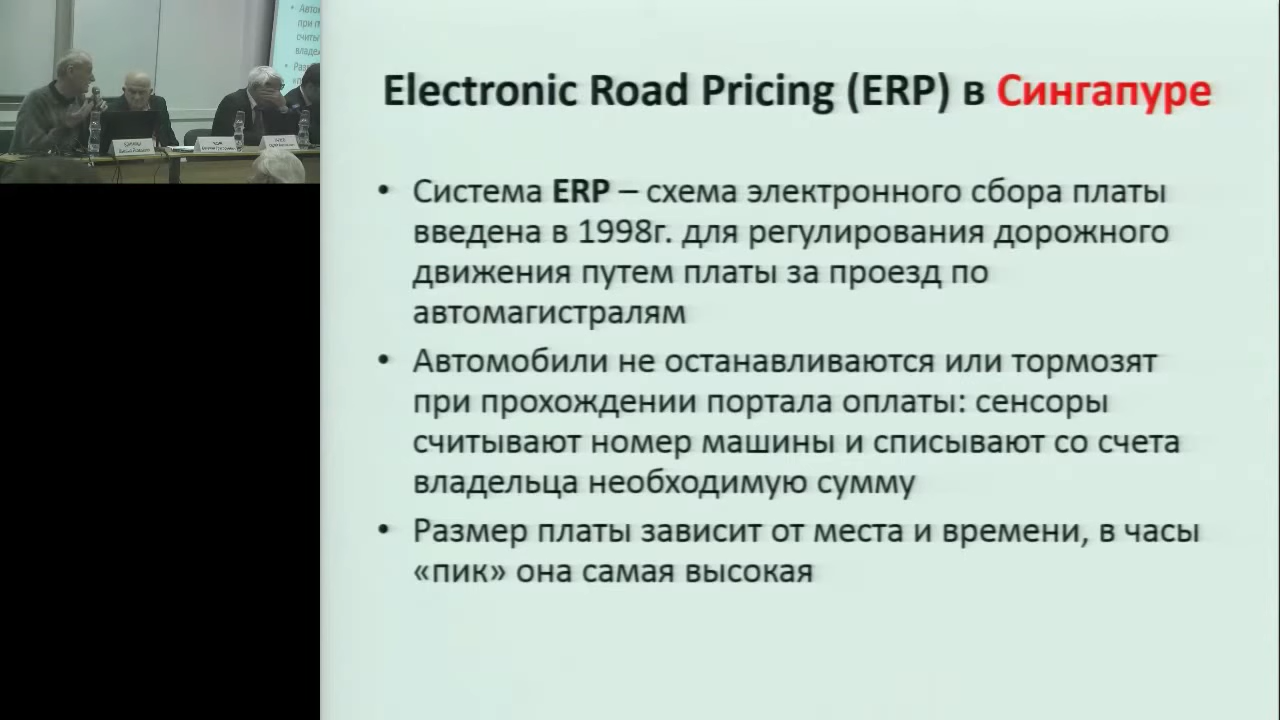 Electronic Road Pricing (ERP) в Сингапуре
• Система ERP – схема электронного сбора платы
введена в 1998г. для регулирования дорожного
движения путем платы за проезд по
автомагистралям
• Автомобили не останавливаются или тормозят
при прохождении портала оплаты: сенсоры
считывают номер машины и списывают со счета
владельца необходимую сумму
• Размер платы зависит от места и времени, в часы
«пик» она самая высокая